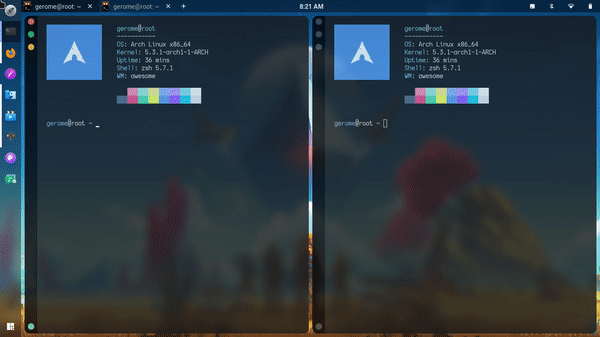 gerome@root: ~ × gerome@root: ~ × +
8:21 AM
gerome@root
-----------
OS: Arch Linux x86_64
Kernel: 5.3.1-arch1-1-ARCH
Uptime: 36 mins
Shell: zsh 5.7.1
WM: awesome
gerome@root ~ _
gerome@root
-----------
OS: Arch Linux x86_64
Kernel: 5.3.1-arch1-1-ARCH
Uptime: 36 mins
Shell: zsh 5.7.1
WM: awesome
gerome@root ~